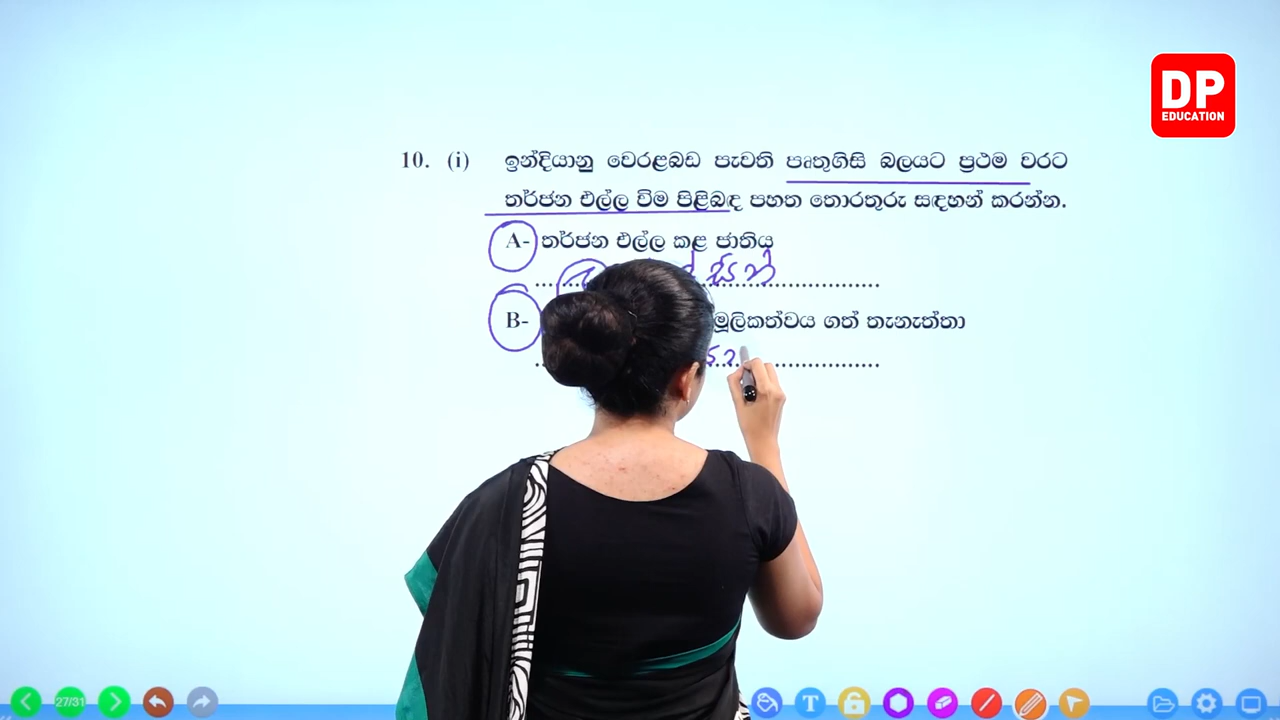 DP
EDUCATION
10. (i) ඉන්දියානු වෙරළබඩ පැවති පෘතුගිසි බලයට ප්‍රථම වරට
තර්ජන එල්ල වීම පිළිබඳ පහත තොරතුරු සඳහන් කරන්න.
A- තර්ජන එල්ල කළ ජාතිය
B- මූලිකත්වය ගත් තැනැත්තා
27/31